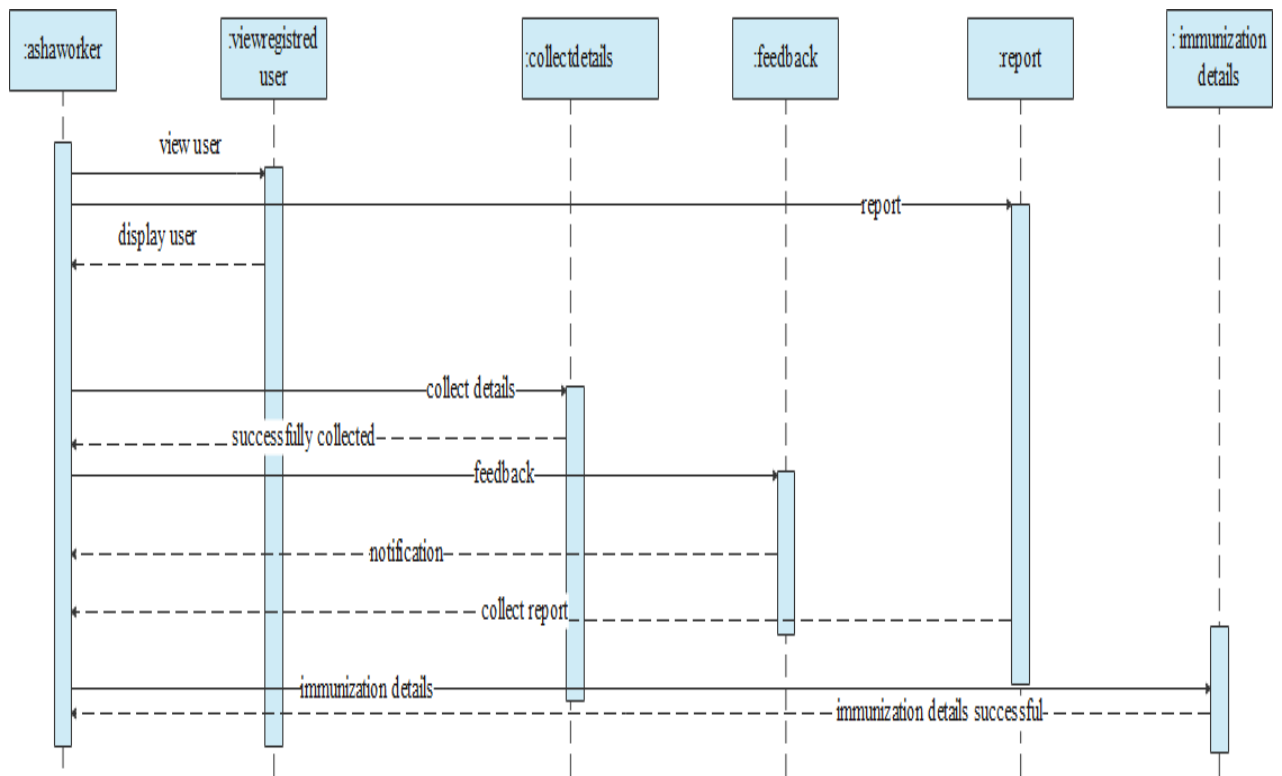 :ashaworker
:viewregistred
user
:collectdetails
:feedback
:report
: immunization
details
view user
report
display user
collect details
successfully collected
feedback
notification
collect report
immunization details
immunization details successful